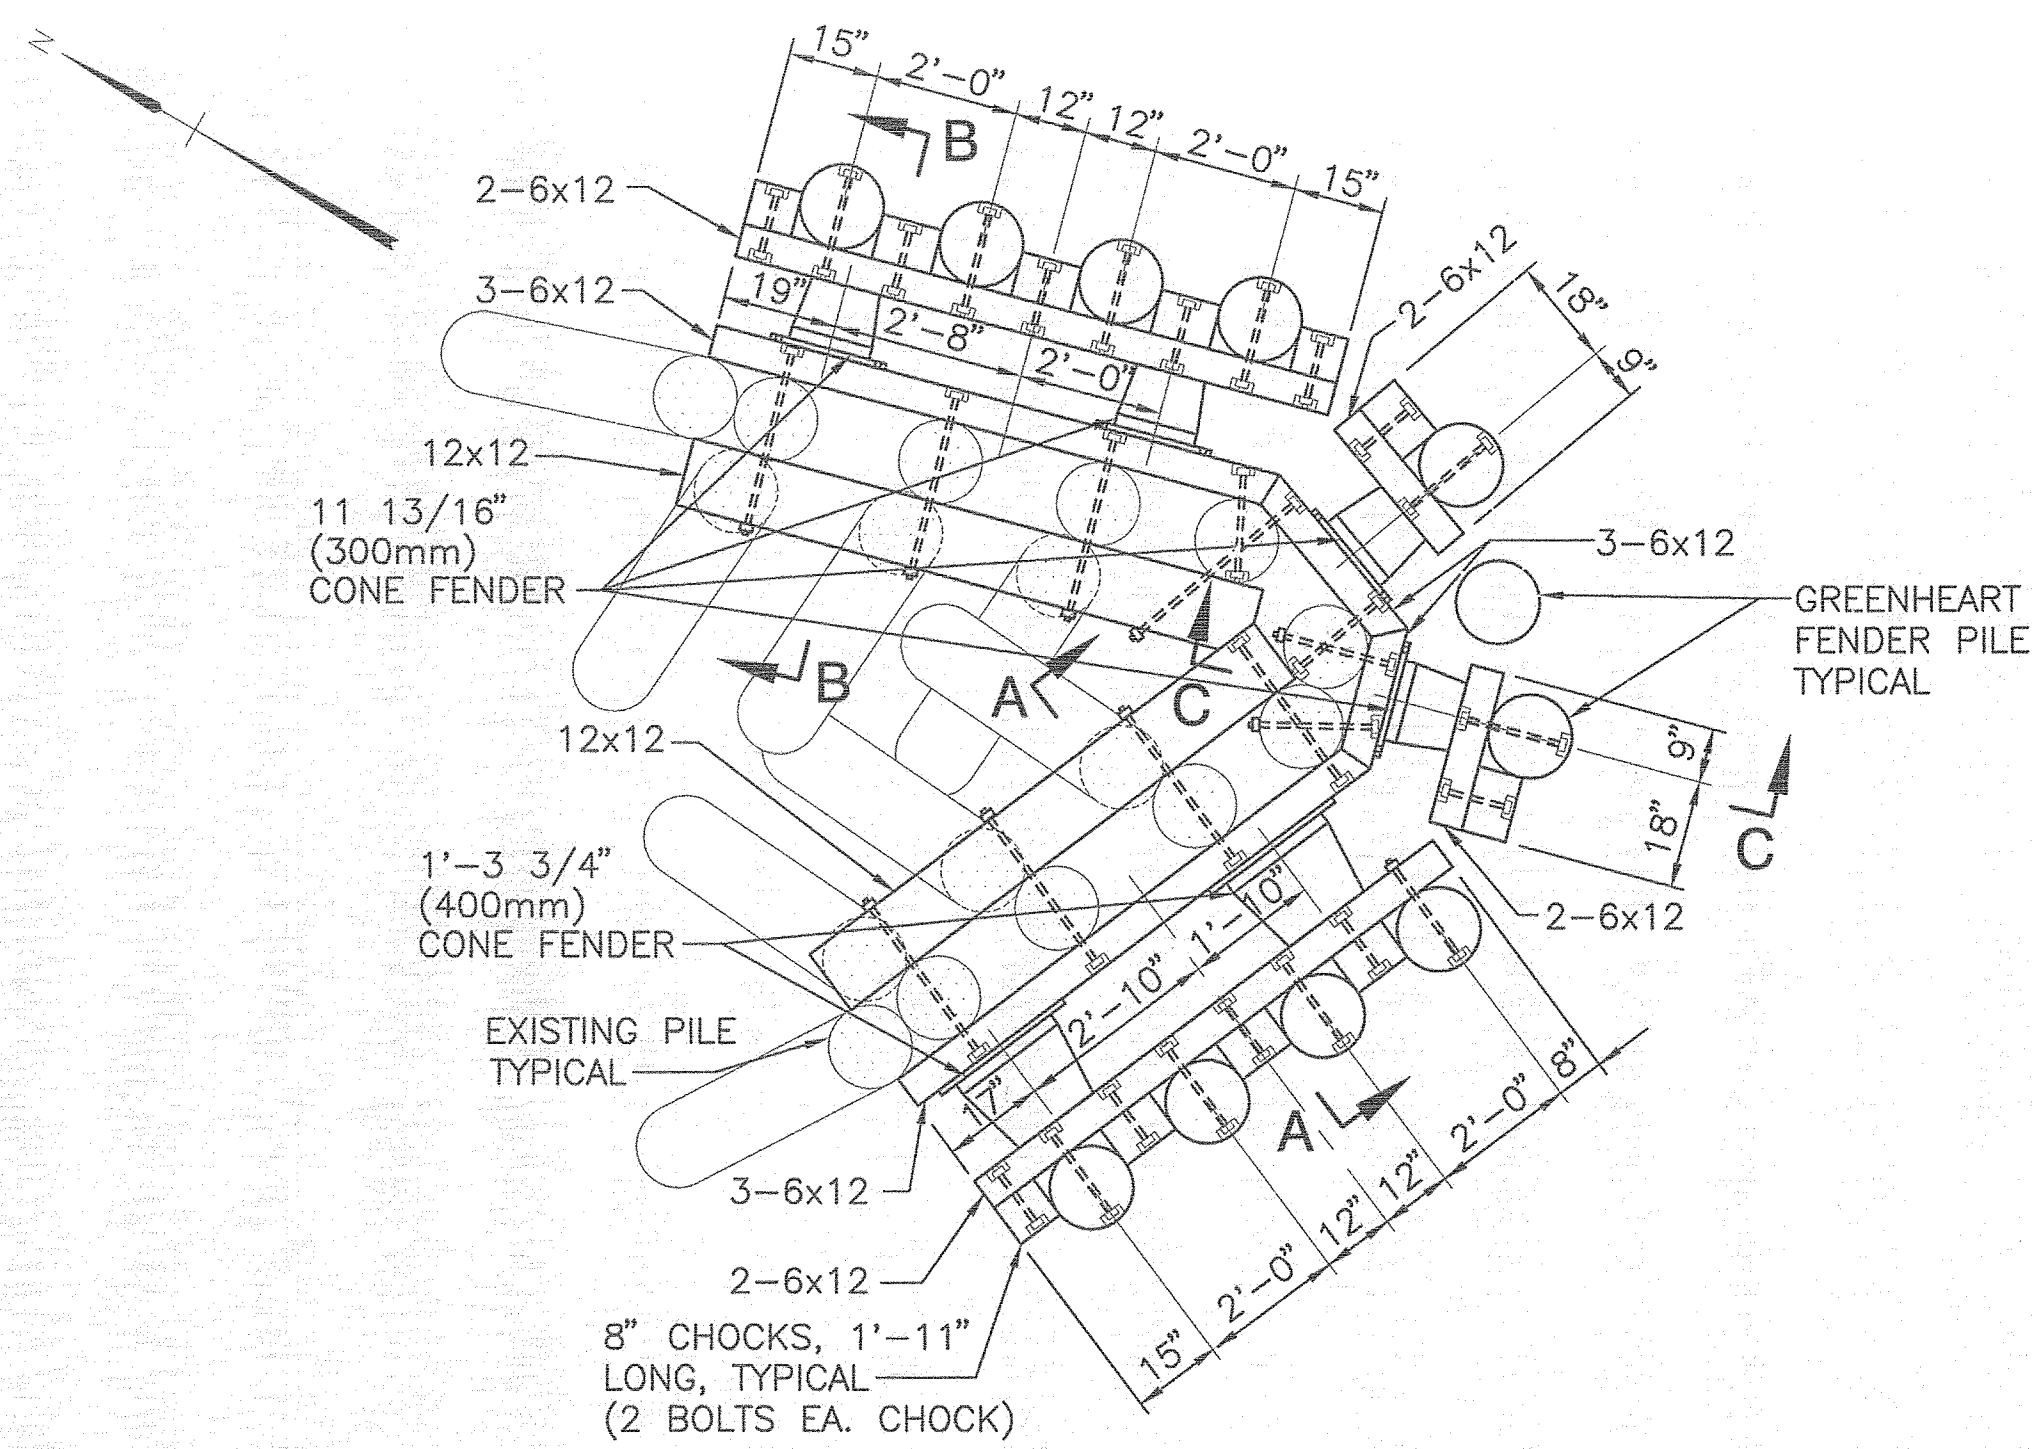 N
15"
2'-0"
12"
12"
2'-0"
15"
B
2-6x12
3-6x12
19"
2'-8"
2'-0"
2-6x12
18"
9"
12x12
11 13/16"
(300mm)
CONE FENDER
3-6x12
GREENHEART
FENDER PILE
TYPICAL
B
A
C
12x12
9"
18"
C
1'-3 3/4"
(400mm)
CONE FENDER
1'-10"
2'-10"
17"
2-6x12
EXISTING PILE
TYPICAL
A
8"
2'-0"
12"
12"
2'-0"
15"
3-6x12
2-6x12
8" CHOCKS, 1'-11"
LONG, TYPICAL
(2 BOLTS EA. CHOCK)